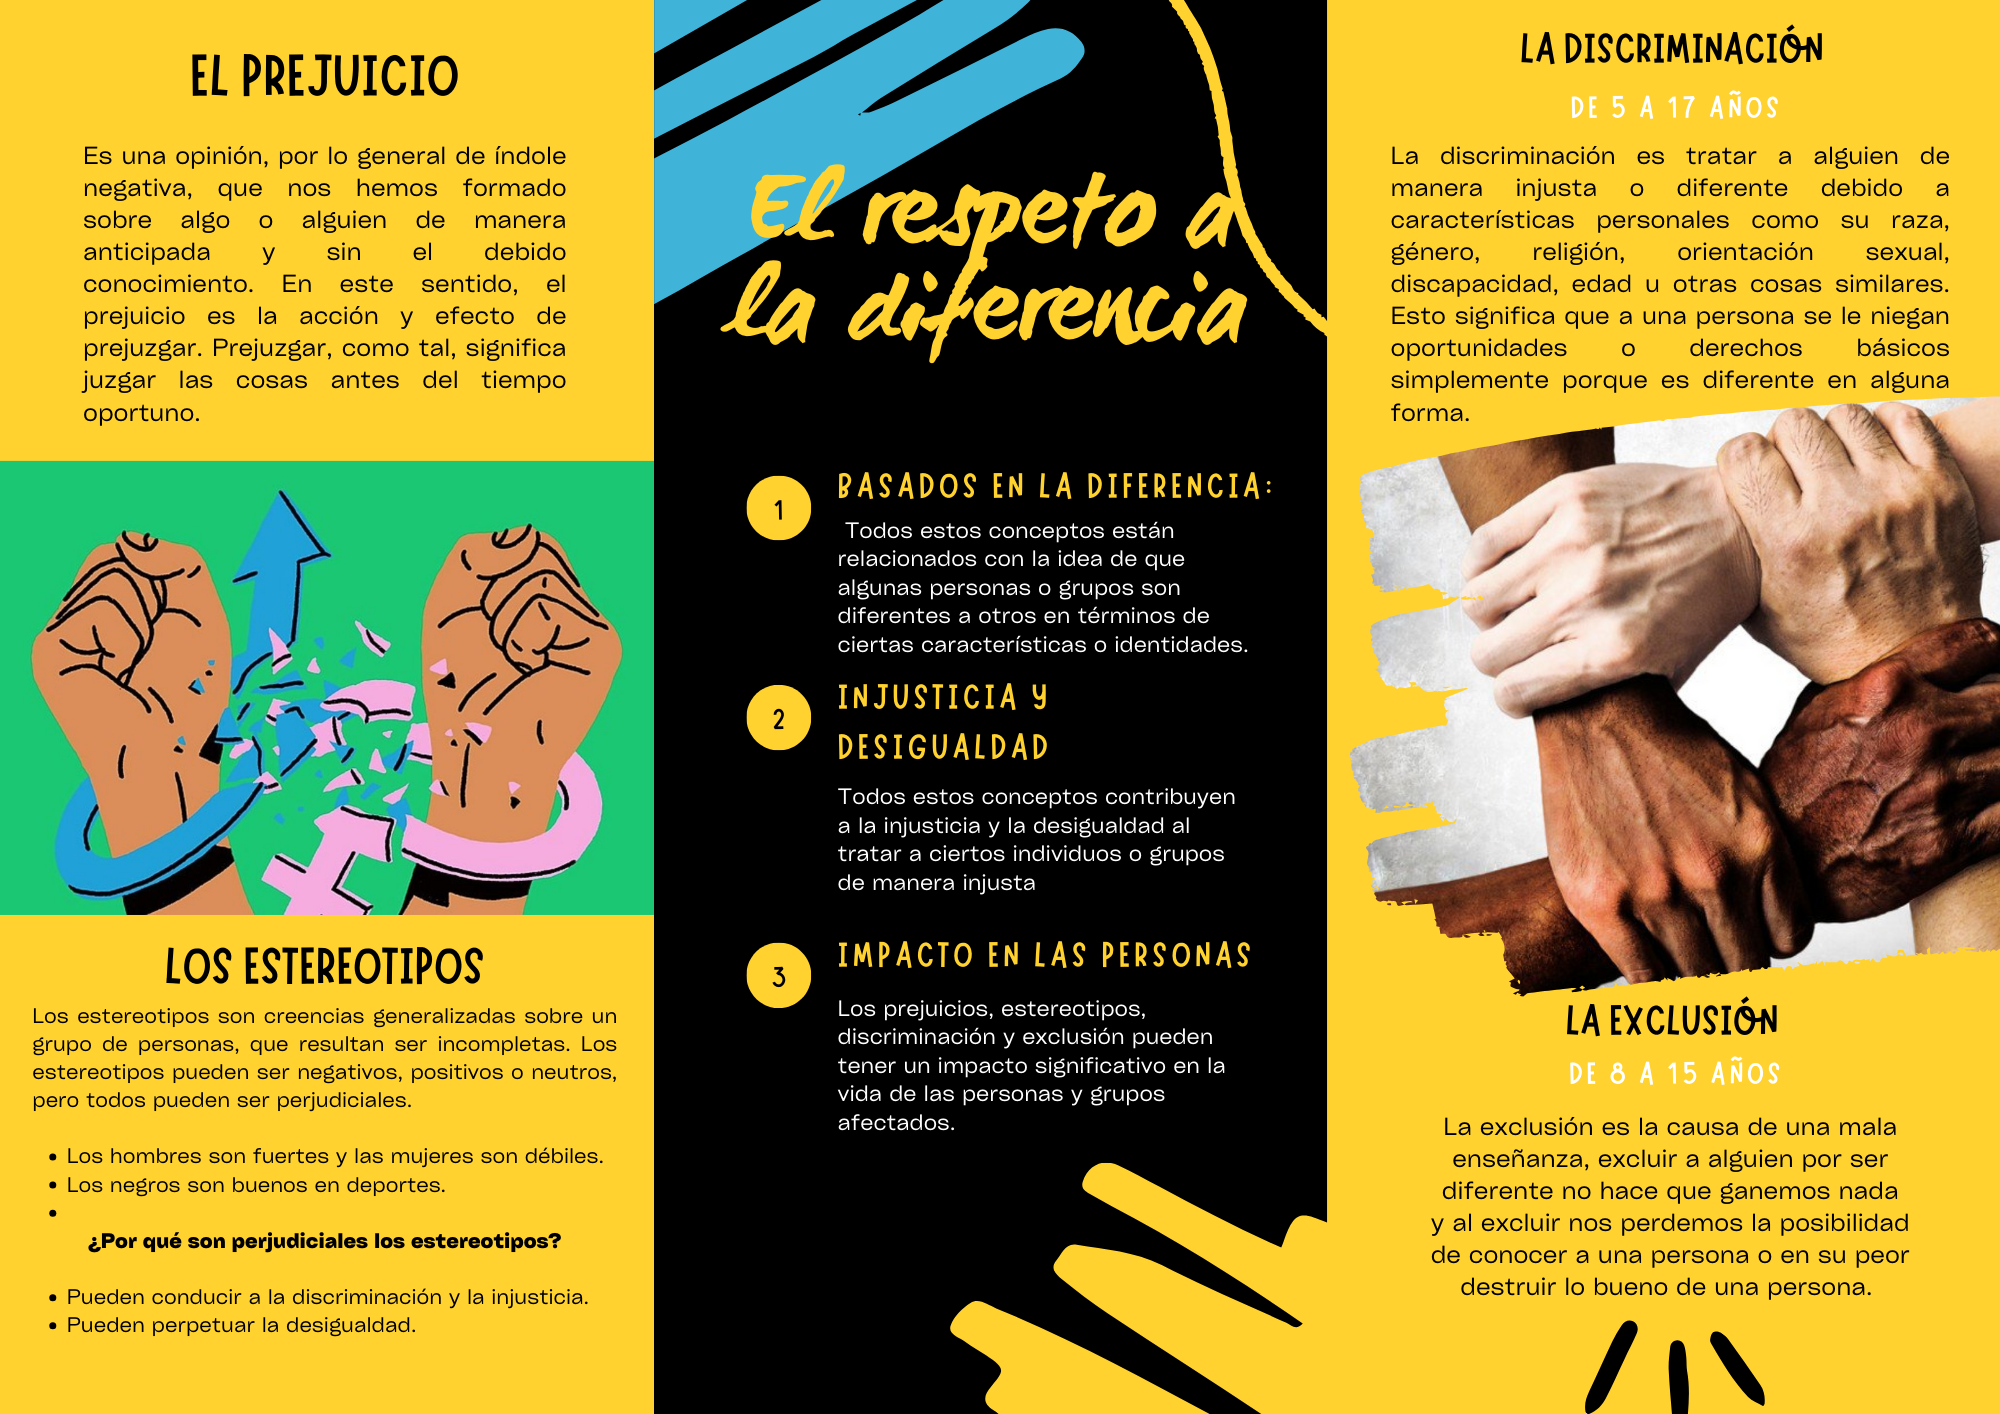 EL PREJUICIO
Es una opinión, por lo general de índole
negativa, que nos hemos formado
sobre algo o alguien de manera
anticipada y sin el debido
conocimiento. En este sentido, el
prejuicio es la acción y efecto de
prejuzgar. Prejuzgar, como tal, significa
juzgar las cosas antes del tiempo
oportuno.
LOS ESTEREOTIPOS
Los estereotipos son creencias generalizadas sobre un
grupo de personas, que resultan ser incompletas. Los
estereotipos pueden ser negativos, positivos o neutros,
pero todos pueden ser perjudiciales.
• Los hombres son fuertes y las mujeres son débiles.
• Los negros son buenos en deportes.
•
¿Por qué son perjudiciales los estereotipos?
• Pueden conducir a la discriminación y la injusticia.
• Pueden perpetuar la desigualdad.
El respeto a
la diferencia
1
BASADOS EN LA DIFERENCIA:
Todos estos conceptos están
relacionados con la idea de que
algunas personas o grupos son
diferentes a otros en términos de
ciertas características o identidades.
2
INJUSTICIA Y
DESIGUALDAD
Todos estos conceptos contribuyen
a la injusticia y la desigualdad al
tratar a ciertos individuos o grupos
de manera injusta
3
IMPACTO EN LAS PERSONAS
Los prejuicios, estereotipos,
discriminación y exclusión pueden
tener un impacto significativo en la
vida de las personas y grupos
afectados.
LA DISCRIMINACIÓN
DE 5 A 17 AÑOS
La discriminación es tratar a alguien de
manera injusta o diferente debido a
características personales como su raza,
género, religión, orientación sexual,
discapacidad, edad u otras cosas similares.
Esto significa que a una persona se le niegan
oportunidades o derechos básicos
simplemente porque es diferente en alguna
forma.
LA EXCLUSIÓN
DE 8 A 15 AÑOS
La exclusión es la causa de una mala
enseñanza, excluir a alguien por ser
diferente no hace que ganemos nada
y al excluir nos perdemos la posibilidad
de conocer a una persona o en su peor
destruir lo bueno de una persona.